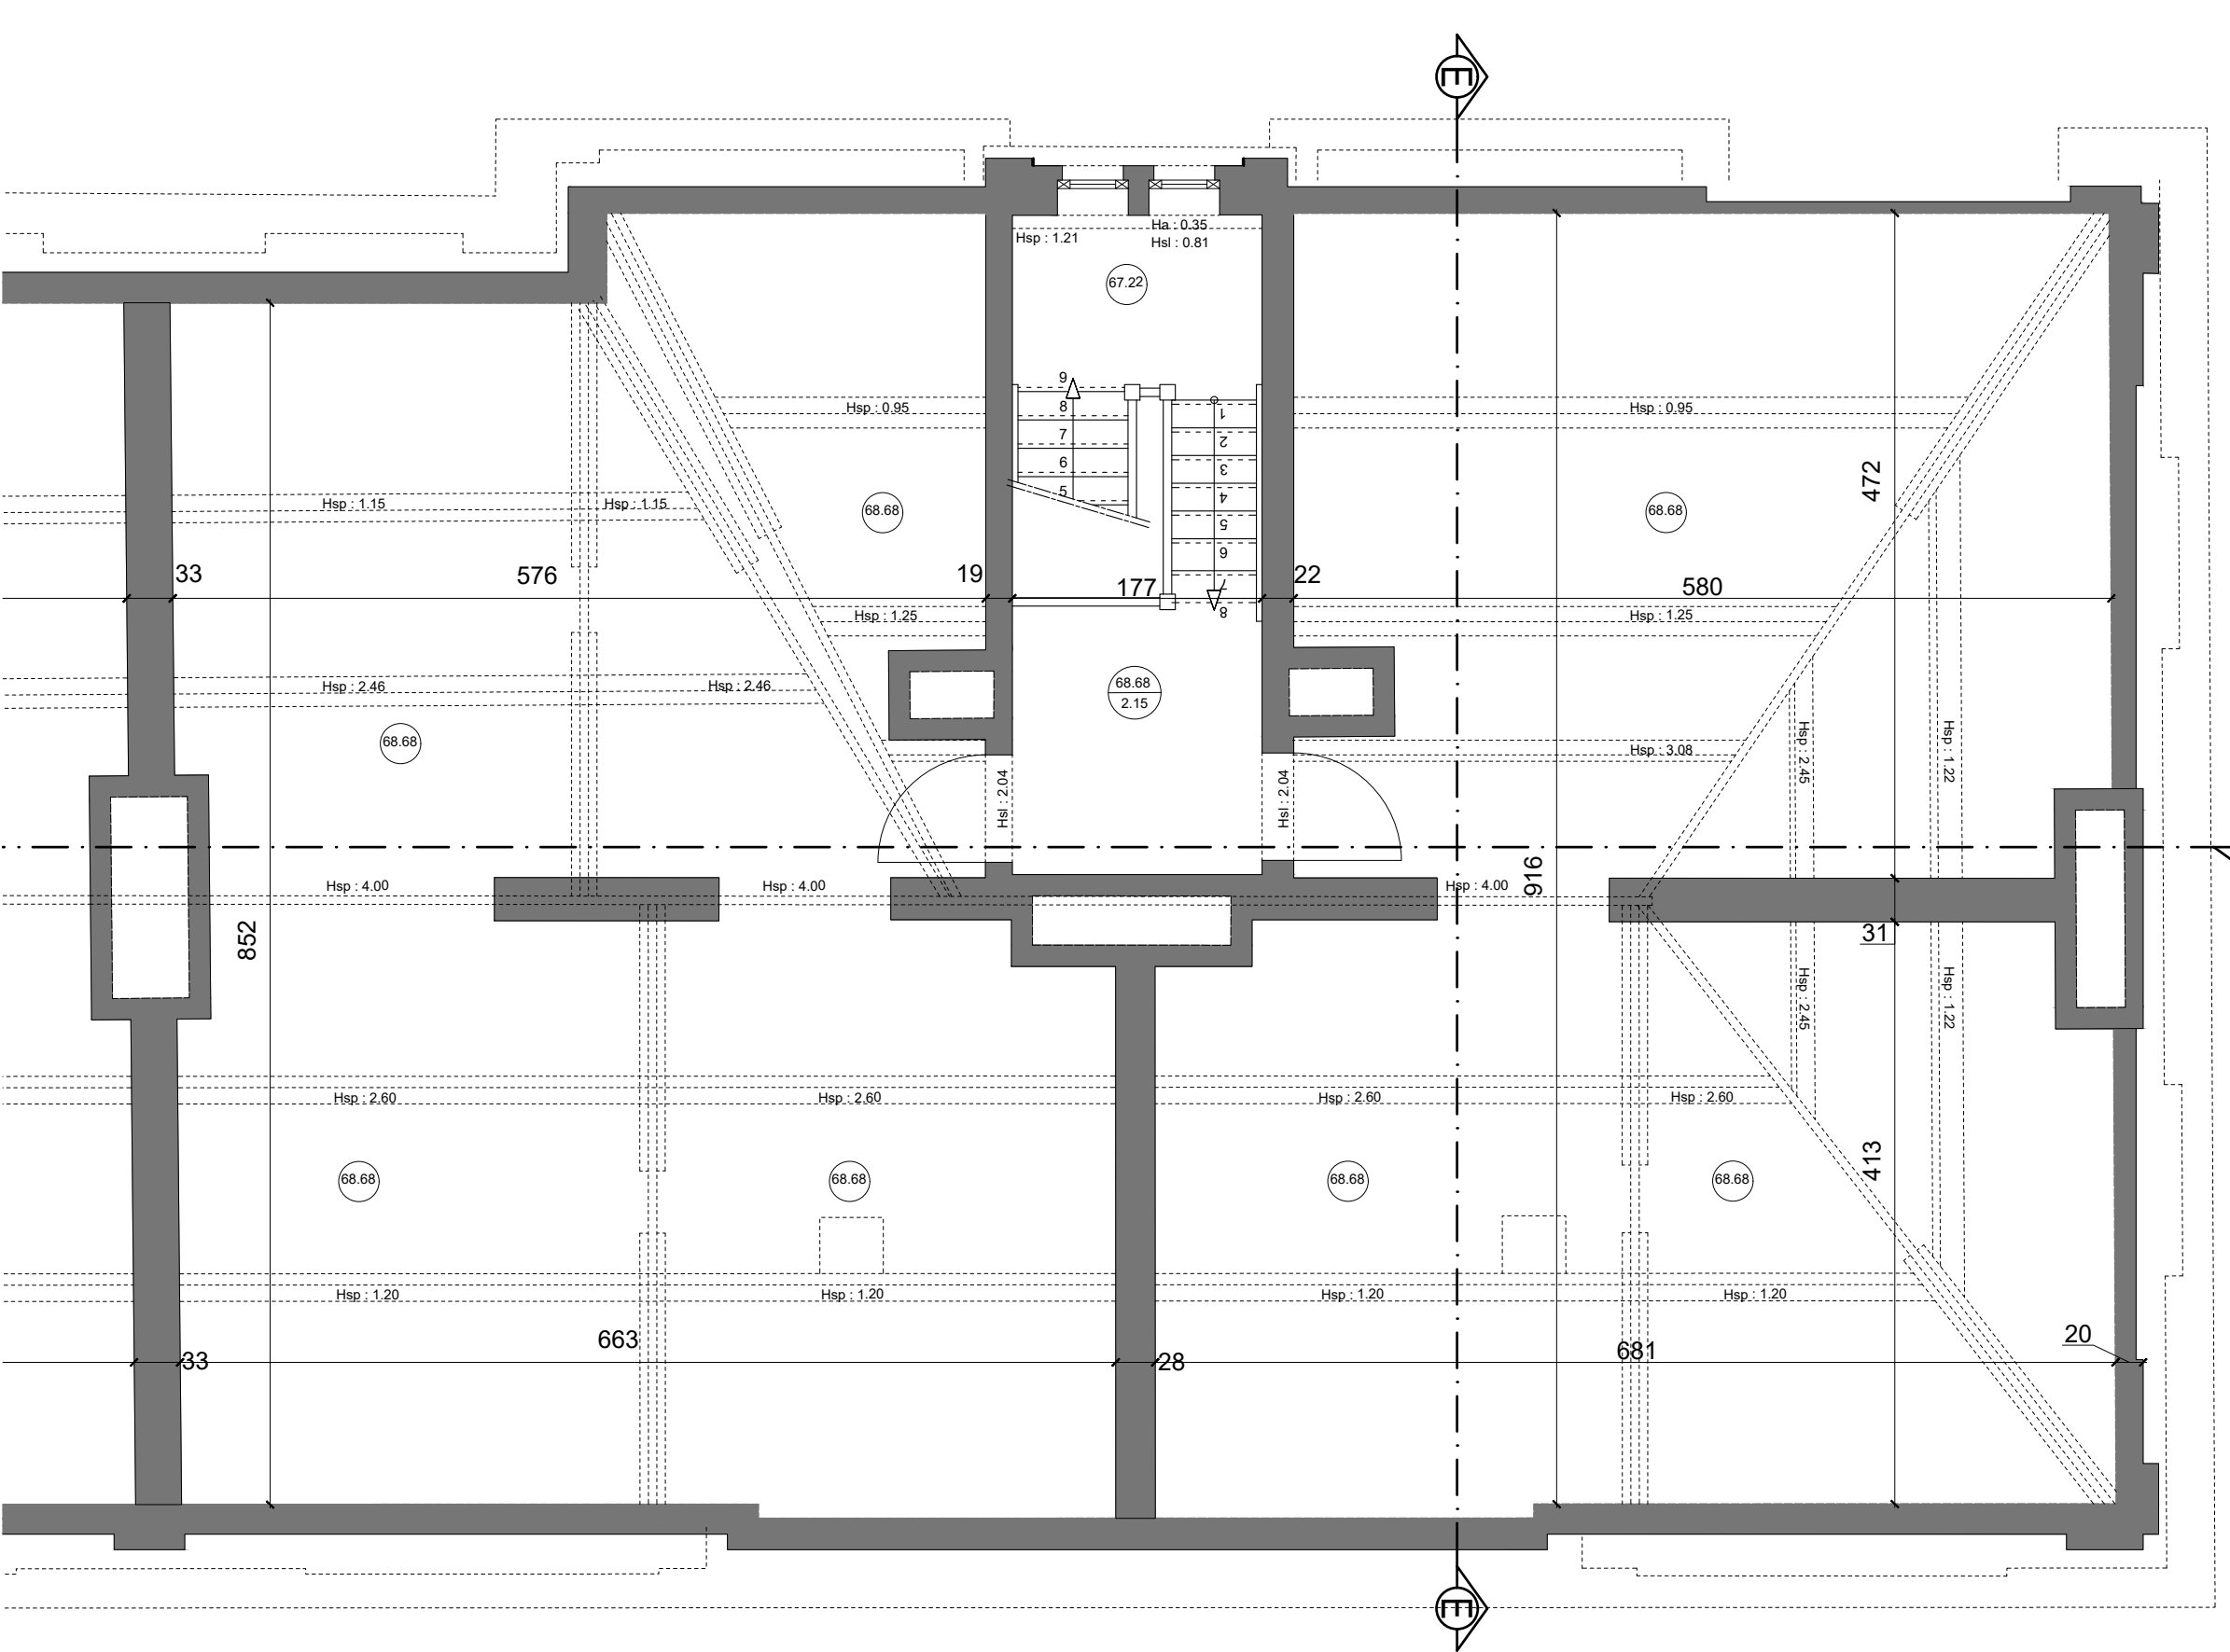 E
Hsp : 1.21
Ha : 0.35
Hsl : 0.81
67.22
9
8
7
6
5
1
2
3
4
5
6
7
8
Hsp : 0.95
Hsp : 0.95
472
Hsp : 1.15
Hsp : 1.15
68.68
68.68
33
576
19
177
22
580
Hsp : 1.25
Hsp : 1.25
Hsp : 2.46
Hsp : 2.46
68.68
2.15
68.68
Hsp : 3.08
Hsp : 2.45
Hsp : 1.22
Hsl : 2.04
Hsl : 2.04
Hsp : 4.00
Hsp : 4.00
Hsp : 4.00
916
852
31
Hsp : 2.45
Hsp : 1.22
Hsp : 2.60
Hsp : 2.60
Hsp : 2.60
Hsp : 2.60
68.68
68.68
68.68
68.68
413
Hsp : 1.20
Hsp : 1.20
Hsp : 1.20
Hsp : 1.20
663
681
20
33
28
E